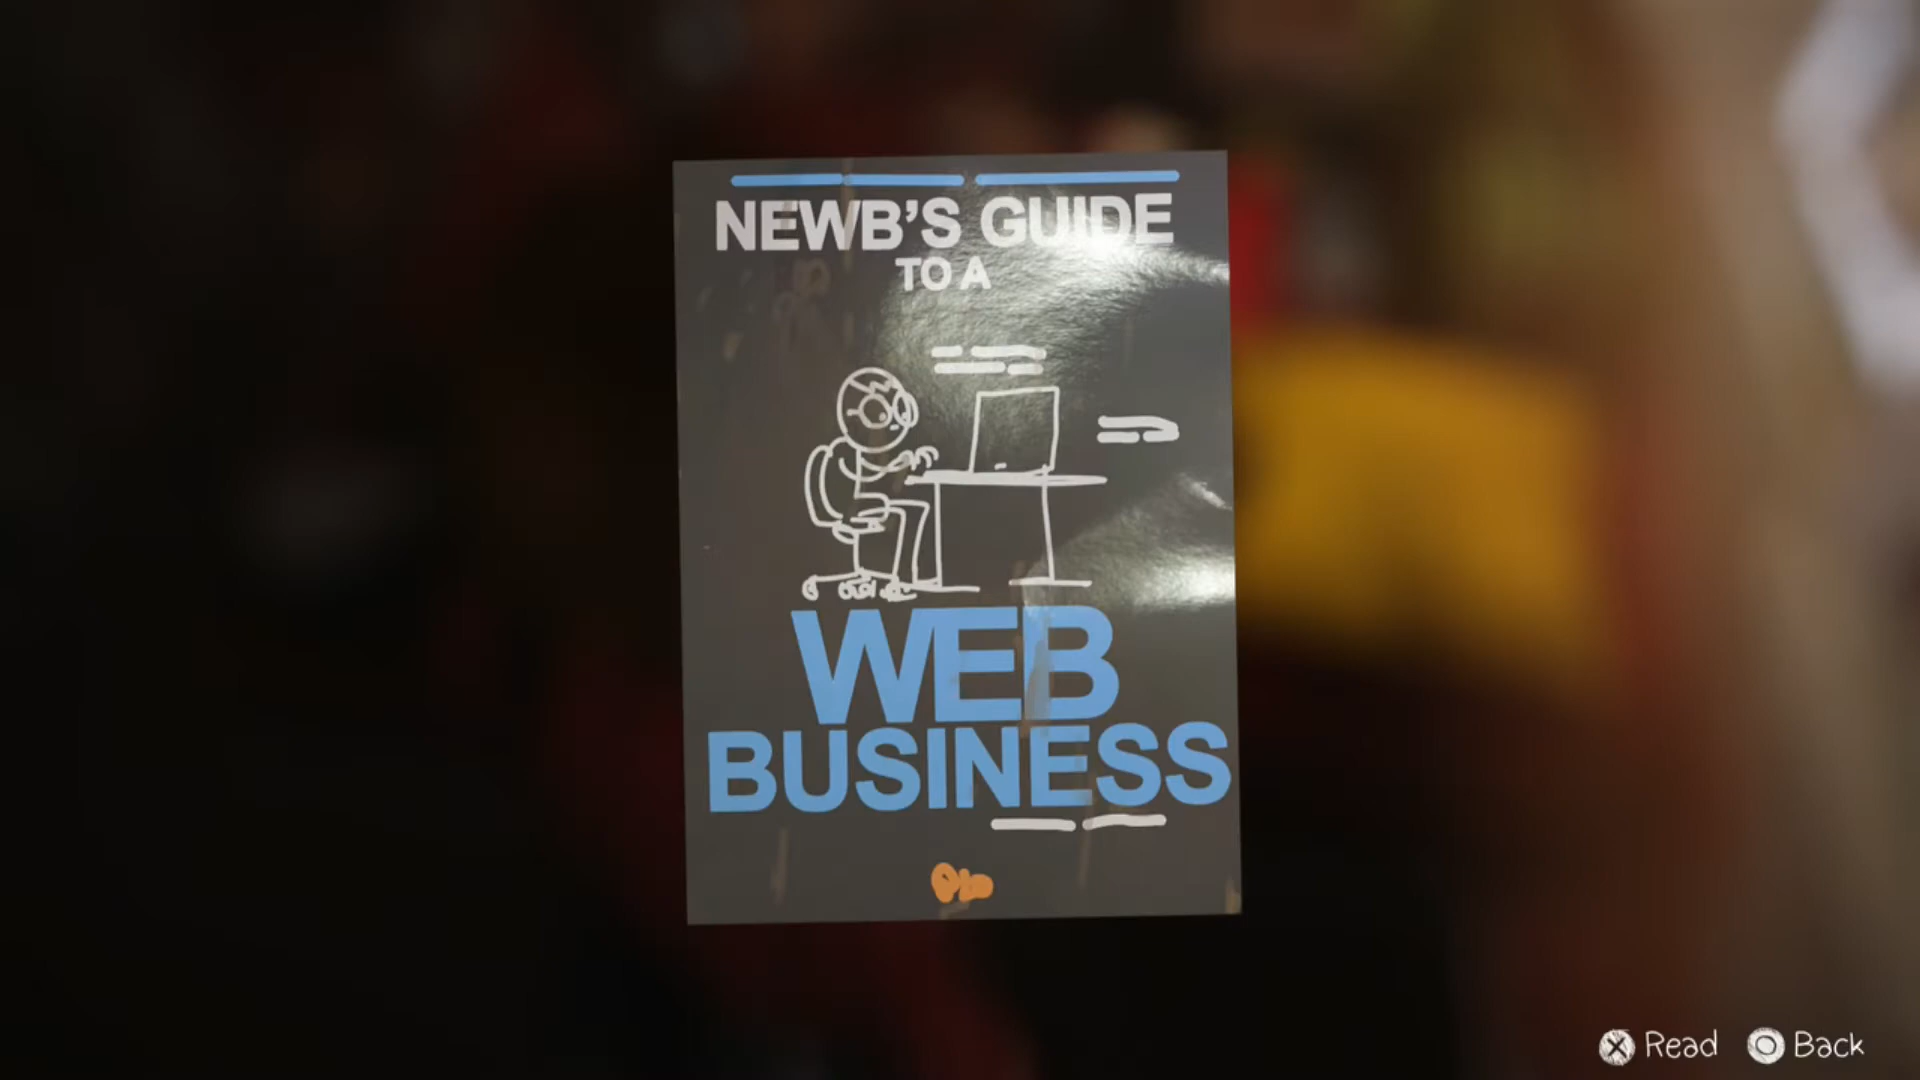 NEWB'S GUIDE
TO A
WEB
BUSINESS
Read Back